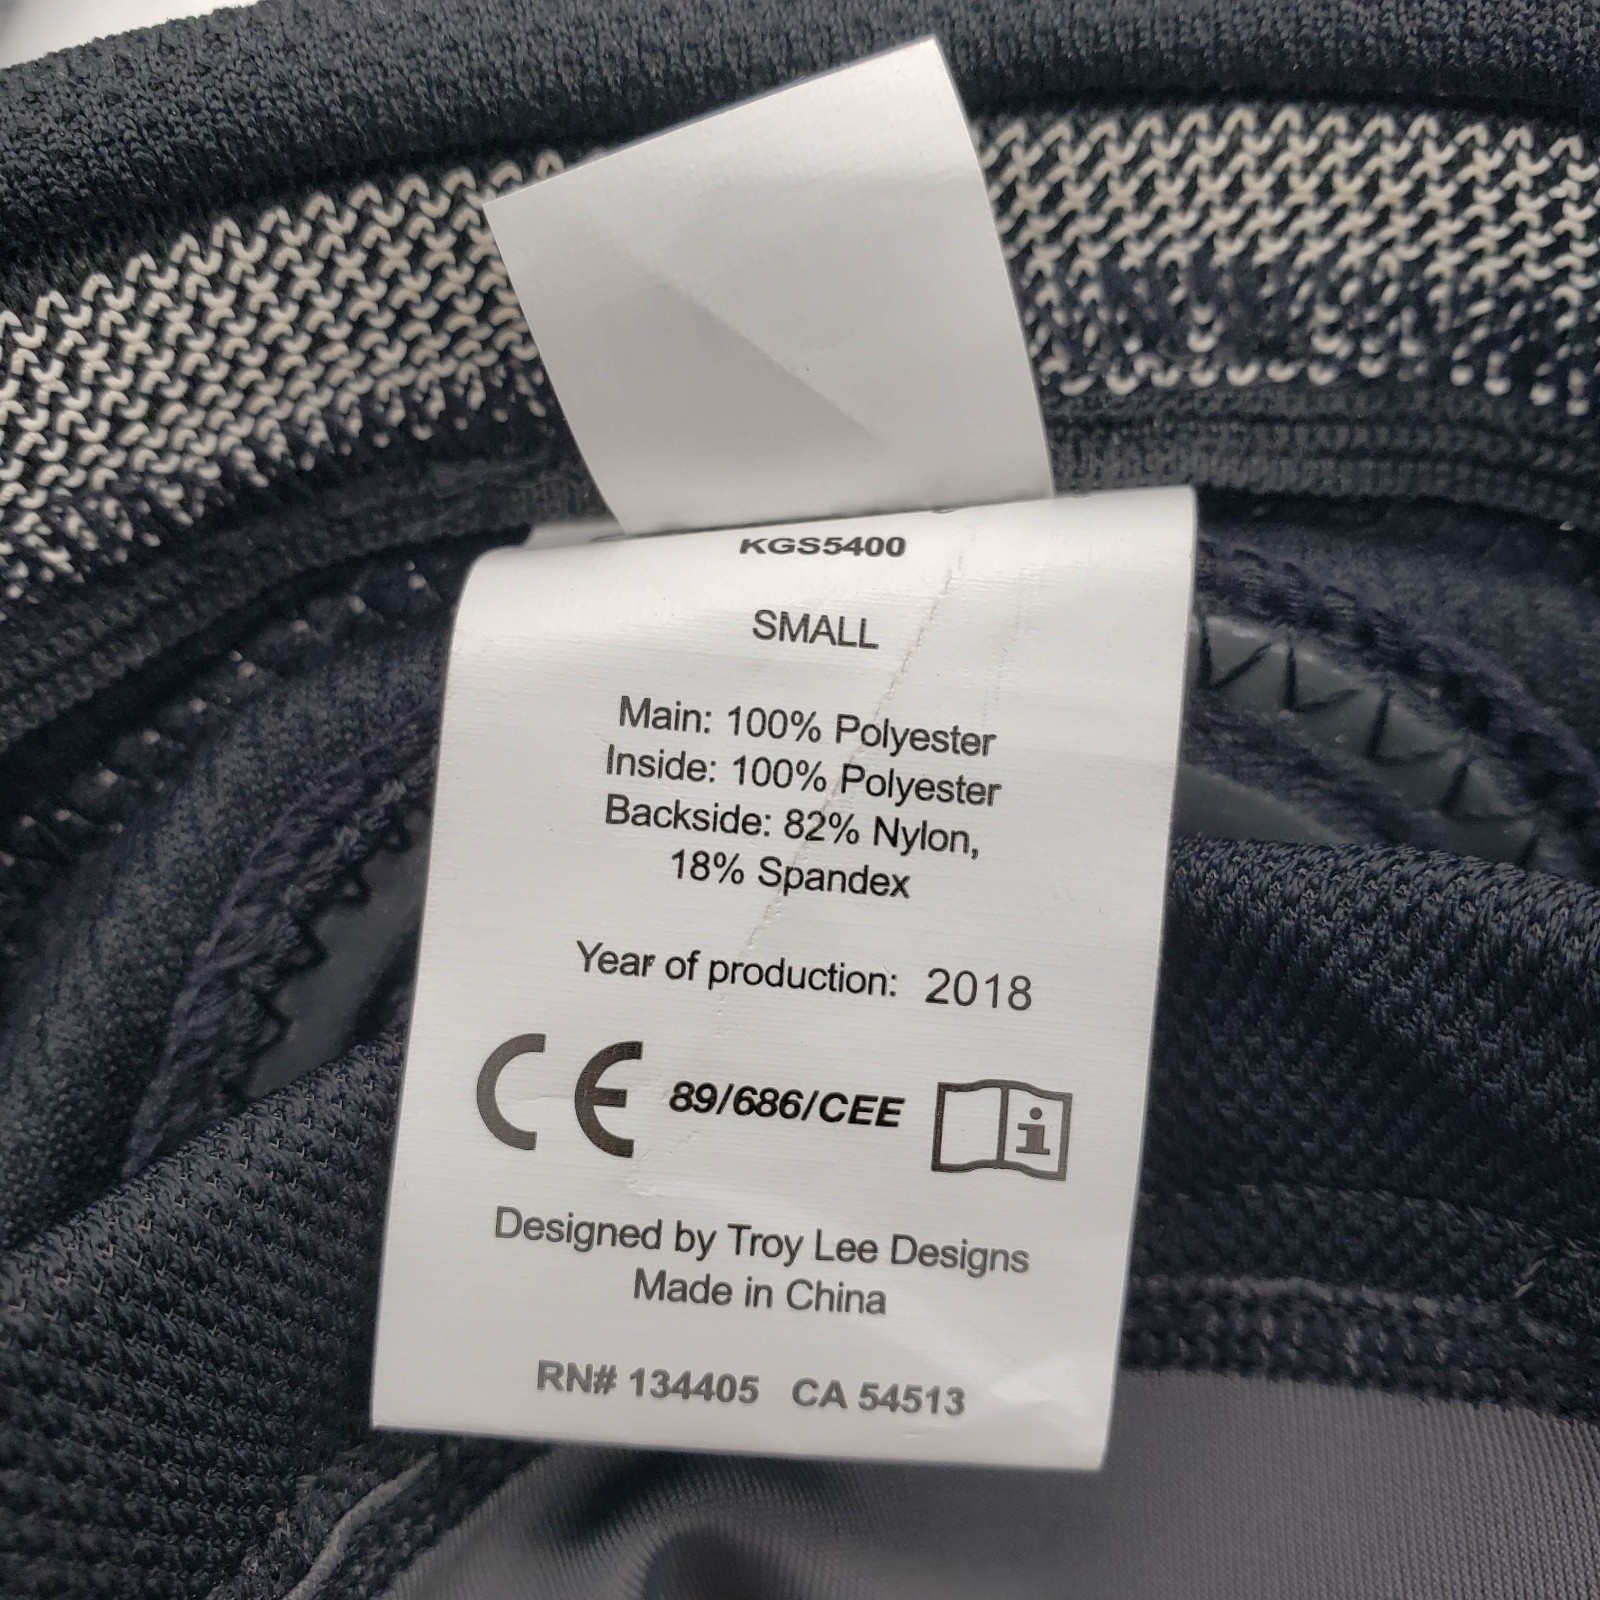 KGS5400
SMALL
Main: 100% Polyester
Inside: 100% Polyester
Backside: 82% Nylon,
18% Spandex
Year of production: 2018
CE 89/686/CEE i
Designed by Troy Lee Designs
Made in China
RN# 134405 CA 54513